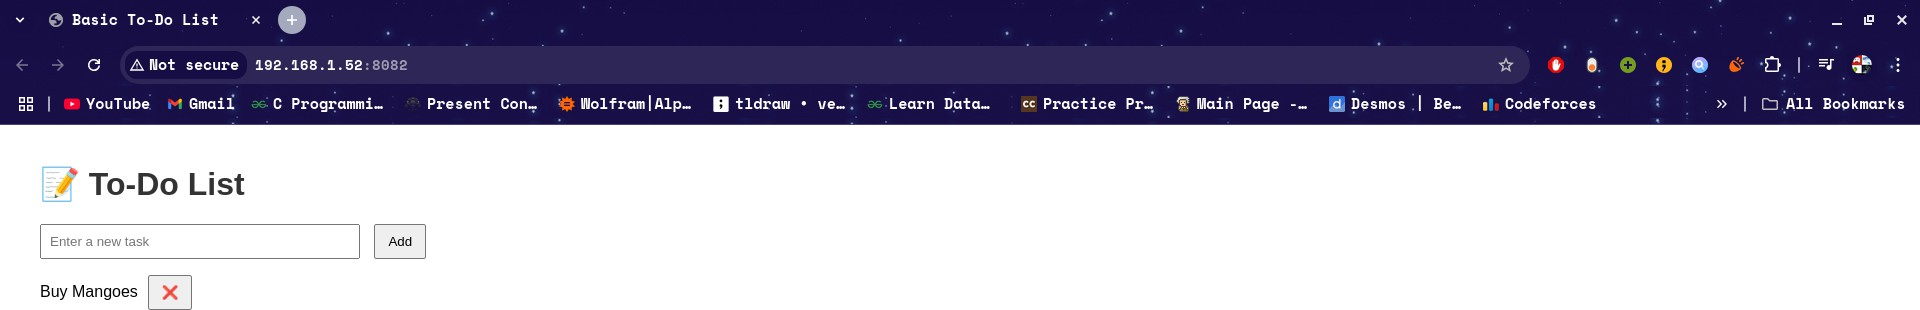 Basic To-Do List
Not secure 192.168.1.52:8082
YouTube Gmail C Programmi… Present Con… Wolfram|Alp… tldraw • ve… Learn Data… Practice Pr… Main Page -… Desmos | Be… Codeforces » All Bookmarks
📝 To-Do List
Enter a new task Add
Buy Mangoes ❌